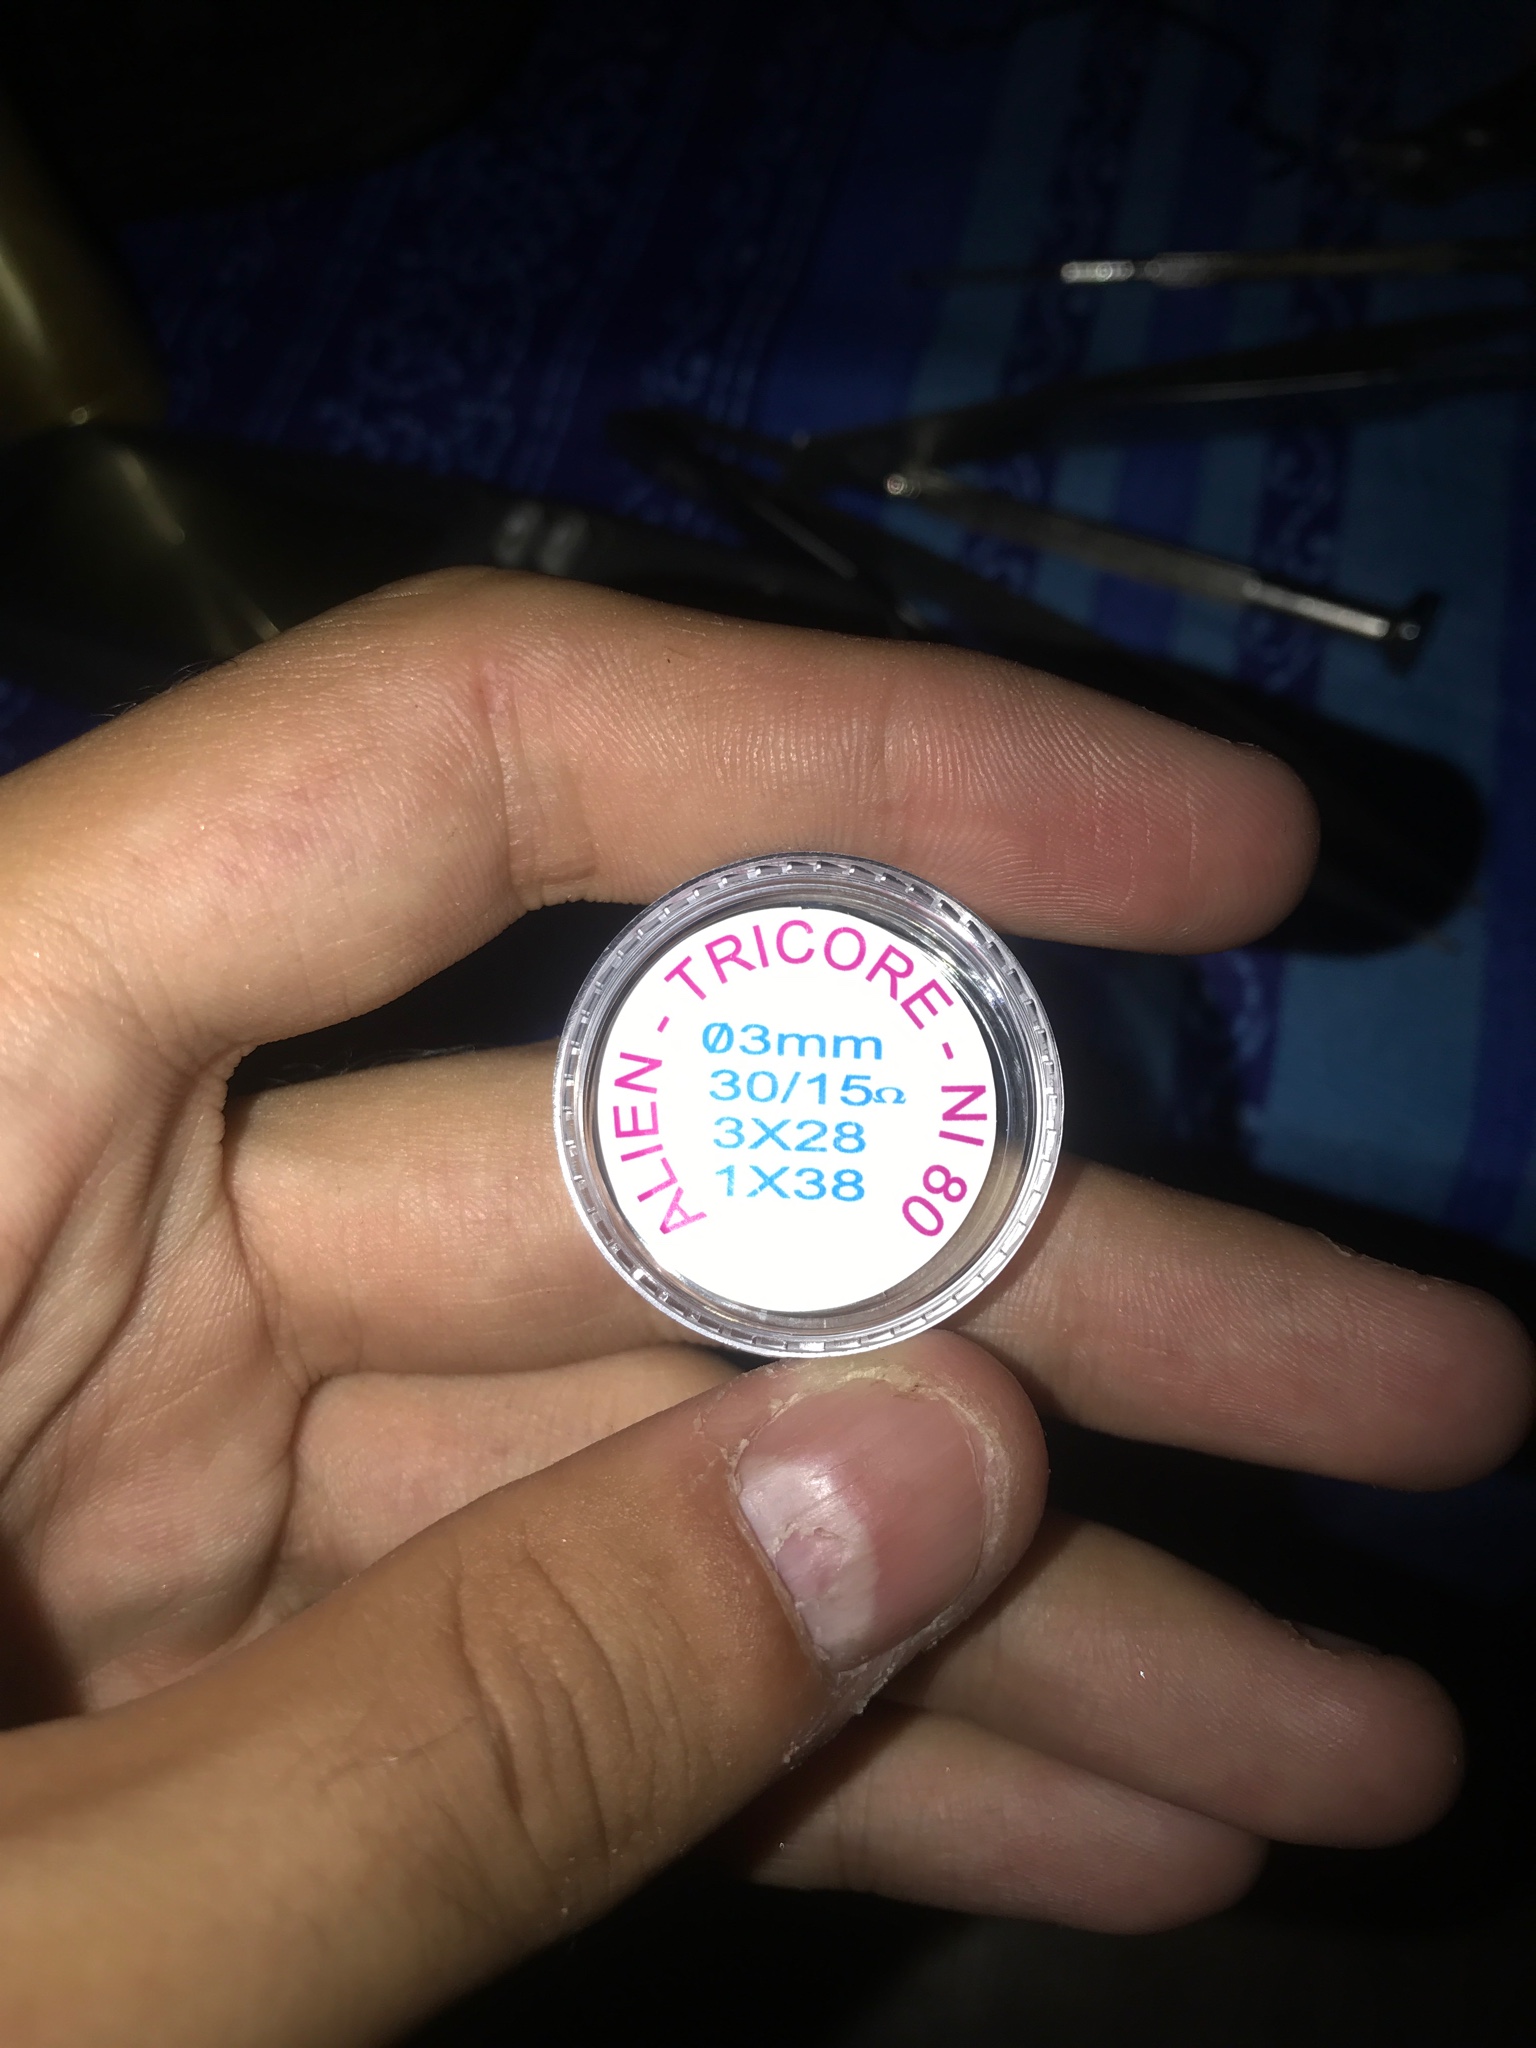 ALIEN - TRICORE - NI 80
Ø3mm
30/15Ω
3X28
1X38